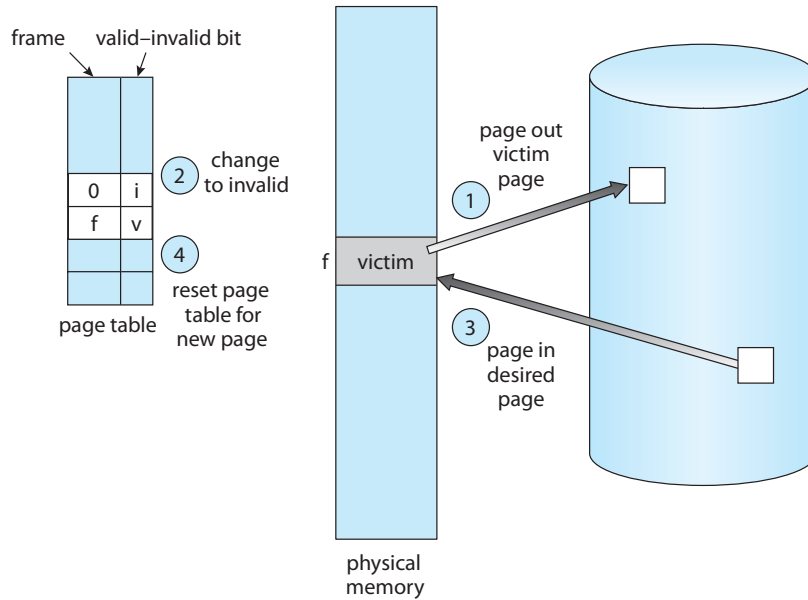 frame
valid–invalid bit
0 i
f v
page table
2
change
to invalid
4
reset page
table for
new page
f
victim
physical
memory
page out
victim
page
1
3
page in
desired
page